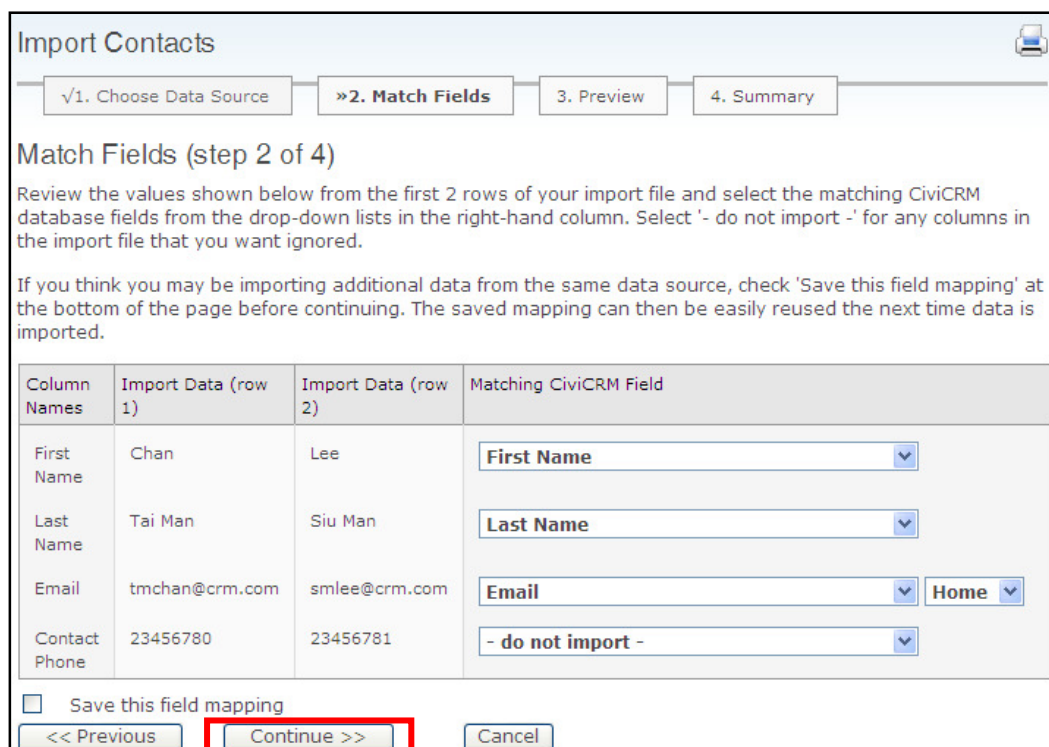 Import Contacts
√1. Choose Data Source »2. Match Fields 3. Preview 4. Summary
Match Fields (step 2 of 4)
Review the values shown below from the first 2 rows of your import file and select the matching CiviCRM
database fields from the drop-down lists in the right-hand column. Select '- do not import -' for any columns in
the import file that you want ignored.
If you think you may be importing additional data from the same data source, check 'Save this field mapping' at
the bottom of the page before continuing. The saved mapping can then be easily reused the next time data is
imported.
Column Names Import Data (row 1) Import Data (row 2) Matching CiviCRM Field
First Name Chan Lee First Name
Last Name Tai Man Siu Man Last Name
Email tmchan@crm.com smlee@crm.com Email Home
Contact Phone 23456780 23456781 - do not import -
Save this field mapping
<< Previous Continue >> Cancel